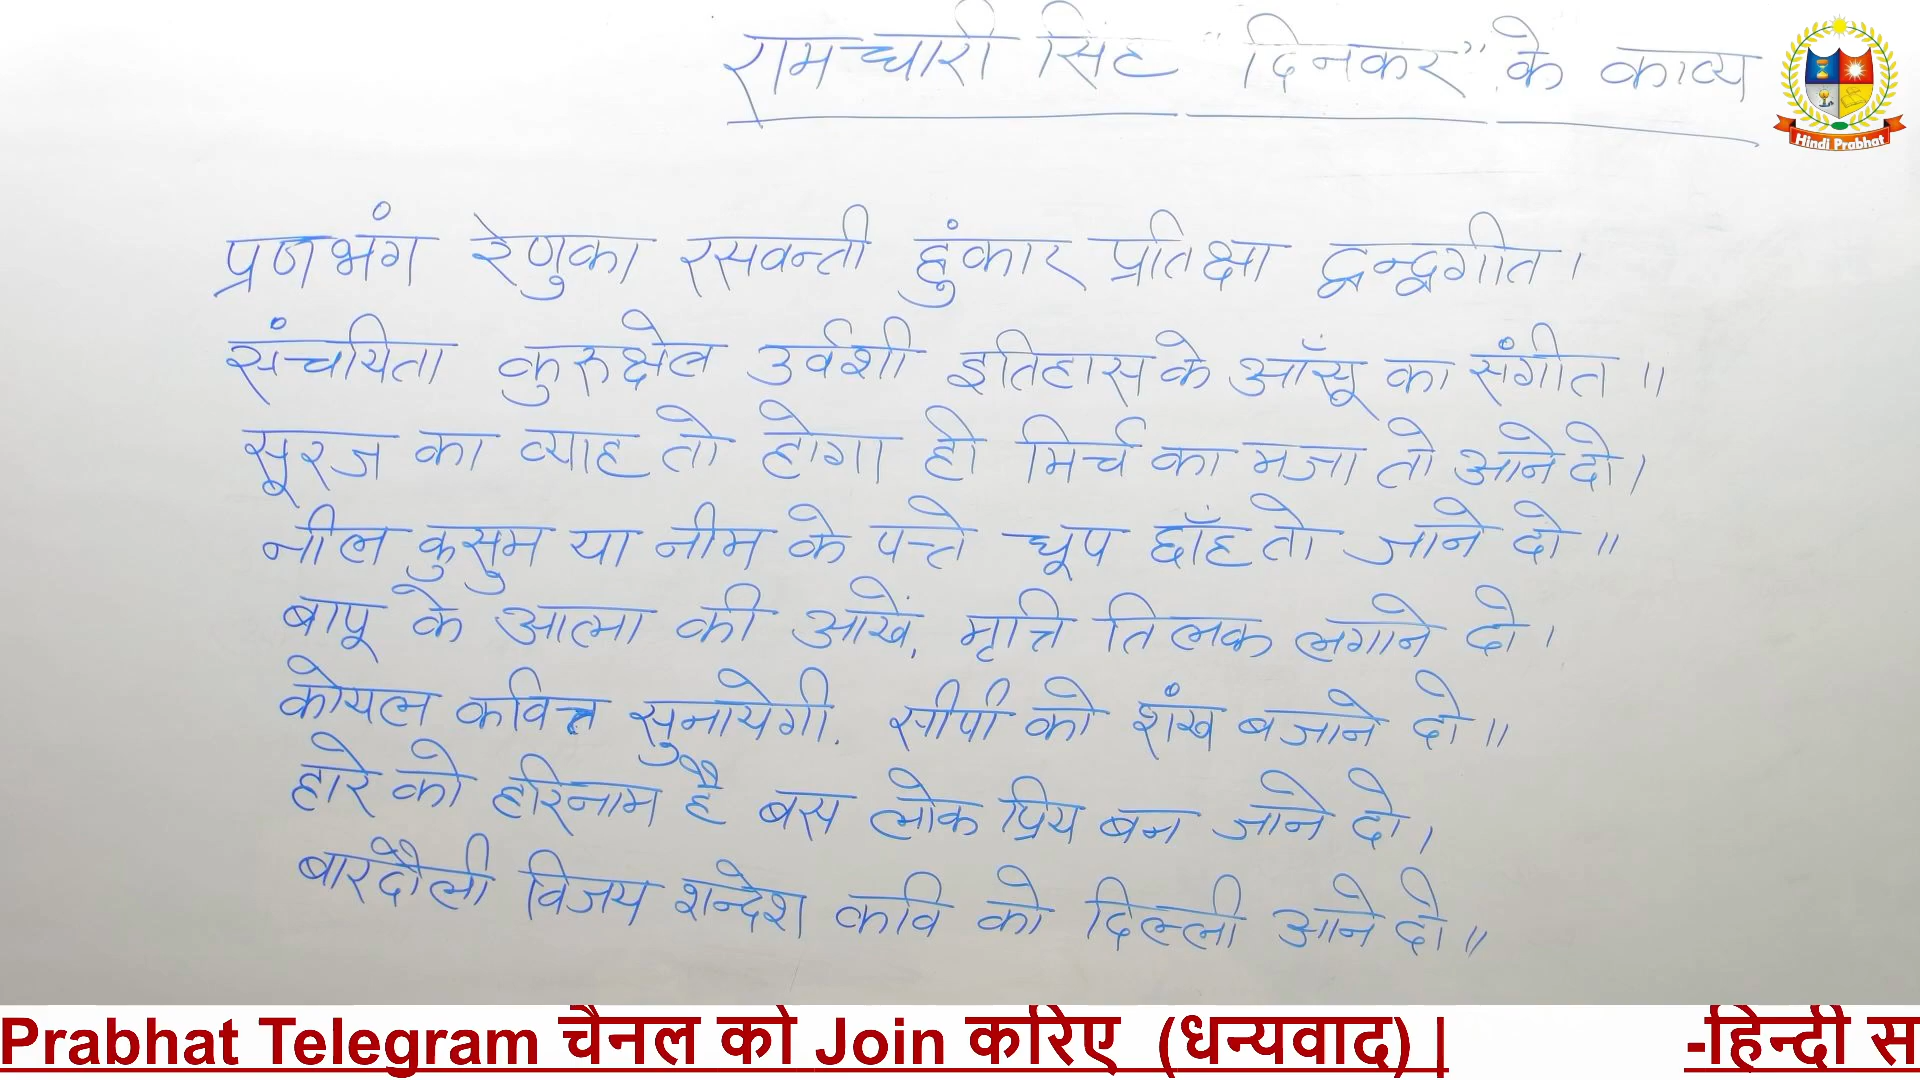 रामधारी सिंह "दिनकर" के काव्य
Hindi Prabhat
प्रणभंग रेणुका रसवन्ती हुंकार प्रतिक्षा द्वन्द्वगीत।
संचयिता कुरुक्षेत्र उर्वशी इतिहास के आँसू का संगीत॥
सूरज का व्याह तो होगा ही मिर्च का मजा तो आने दो।
नील कुसुम या नीम के पत्ते धूप छाँह तो जाने दो॥
बापू के आत्मा की आखें, मृत्ति तिलक लगाने दो।
कोयल कवित्त सुनायेगी, सीपी को शंख बजाने दो॥
हारे को हरिनाम है बस लोक प्रिय बन जाने दो।
बारदौली विजय शन्देश कवि को दिल्ली आने दो॥
Prabhat Telegram चैनल को Join करिए (धन्यवाद) | -हिन्दी स